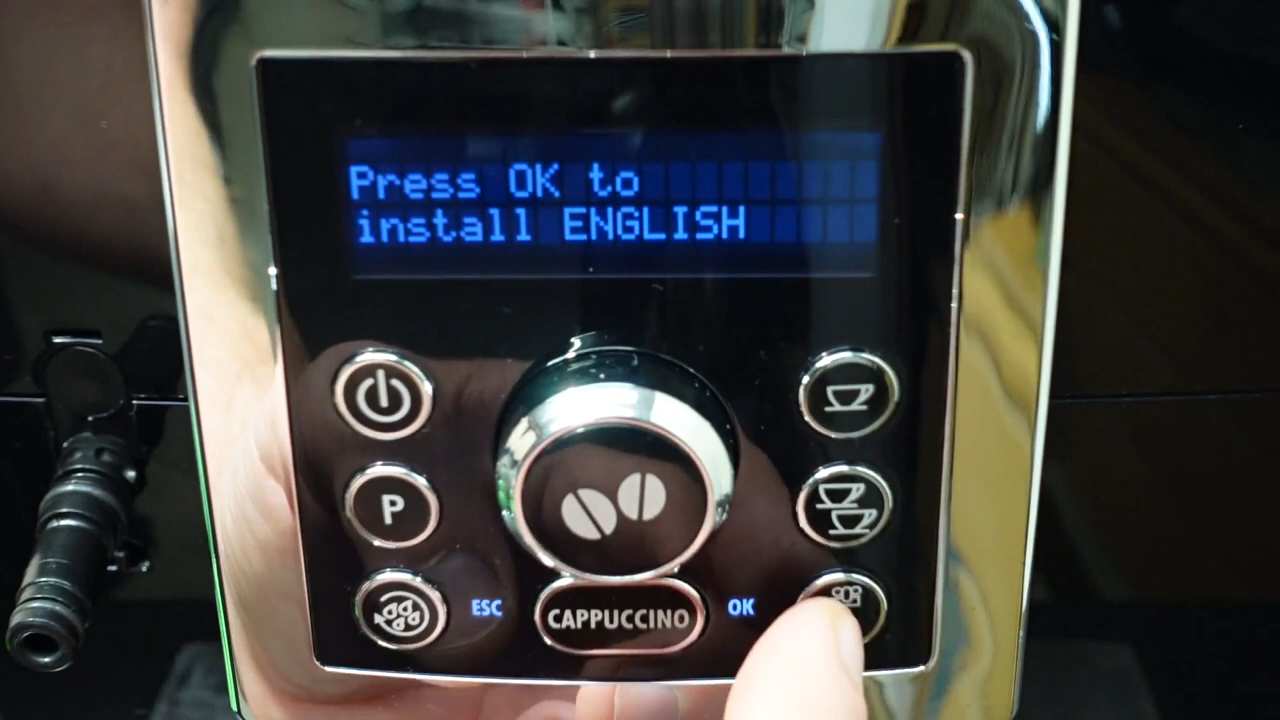 Press OK to
install ENGLISH
P
ESC
CAPPUCCINO
OK